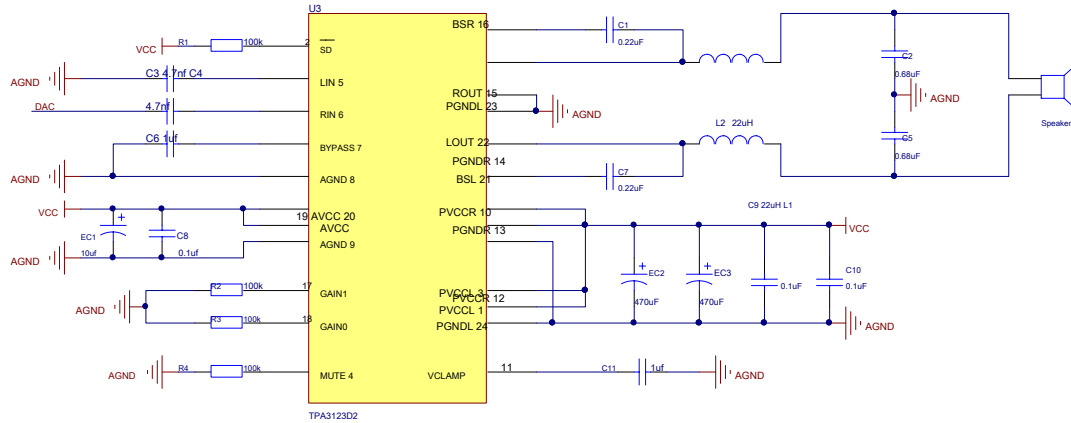 U3
BSR 16
C1
0.22uF
R1
100k
VCC
2
SD
C2
0.68uF
AGND
C3 4.7nf C4
LIN 5
ROUT 15
PGNDL 23
AGND
AGND
DAC
4.7nf
RIN 6
L2 22uH
Speaker
C6 1uf
BYPASS 7
LOUT 22
C5
0.68uF
PGNDR 14
AGND
AGND 8
BSL 21
C7
0.22uF
VCC
19 AVCC 20
AVCC
PVCCR 10
C9 22uH L1
VCC
EC1
10uf
C8
0.1uf
PGNDR 13
AGND
AGND 9
EC2
470uF
EC3
470uF
0.1uF
C10
0.1uF
R2
100k
17
GAIN1
PVCCL 3
PVCCR 12
PVCCL 1
AGND
R3
100k
18
GAIN0
PGNDL 24
AGND
AGND
R4
100k
MUTE 4
VCLAMP
11
C11
1uf
AGND
TPA3123D2